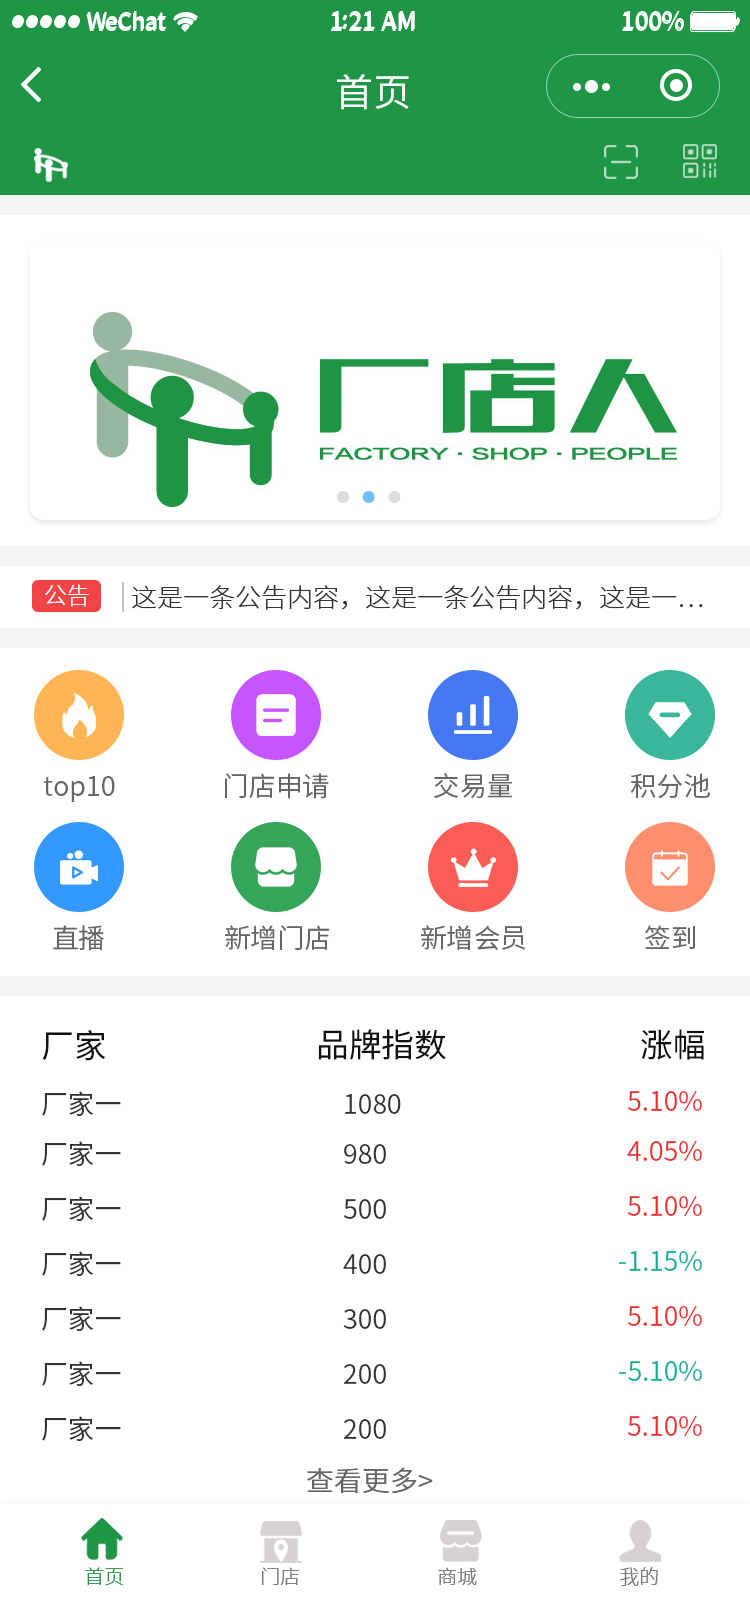 WeChat 1:21 AM 100%
首页
厂店人
FACTORY · SHOP · PEOPLE
公告 这是一条公告内容，这是一条公告内容，这是一…
top10 门店申请 交易量 积分池
直播 新增门店 新增会员 签到
厂家 品牌指数 涨幅
厂家一 1080 5.10%
厂家一 980 4.05%
厂家一 500 5.10%
厂家一 400 -1.15%
厂家一 300 5.10%
厂家一 200 -5.10%
厂家一 200 5.10%
查看更多>
首页 门店 商城 我的